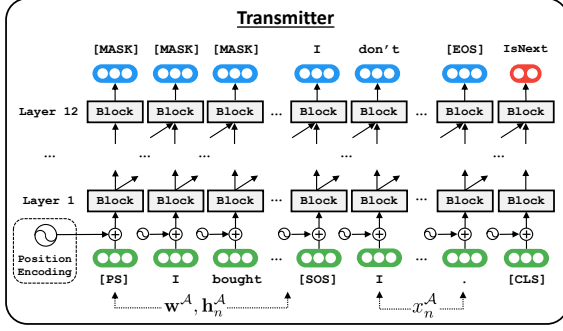 Transmitter
[MASK] [MASK] [MASK] I don't [EOS] IsNext
Layer 12 Block Block Block ... Block Block ... Block Block
... ... ... ...
Layer 1 Block Block Block ... Block Block ... Block Block
Position
Encoding
... ...
[PS] I bought [SOS] I . [CLS]
w^A, h_n^A x_n^A